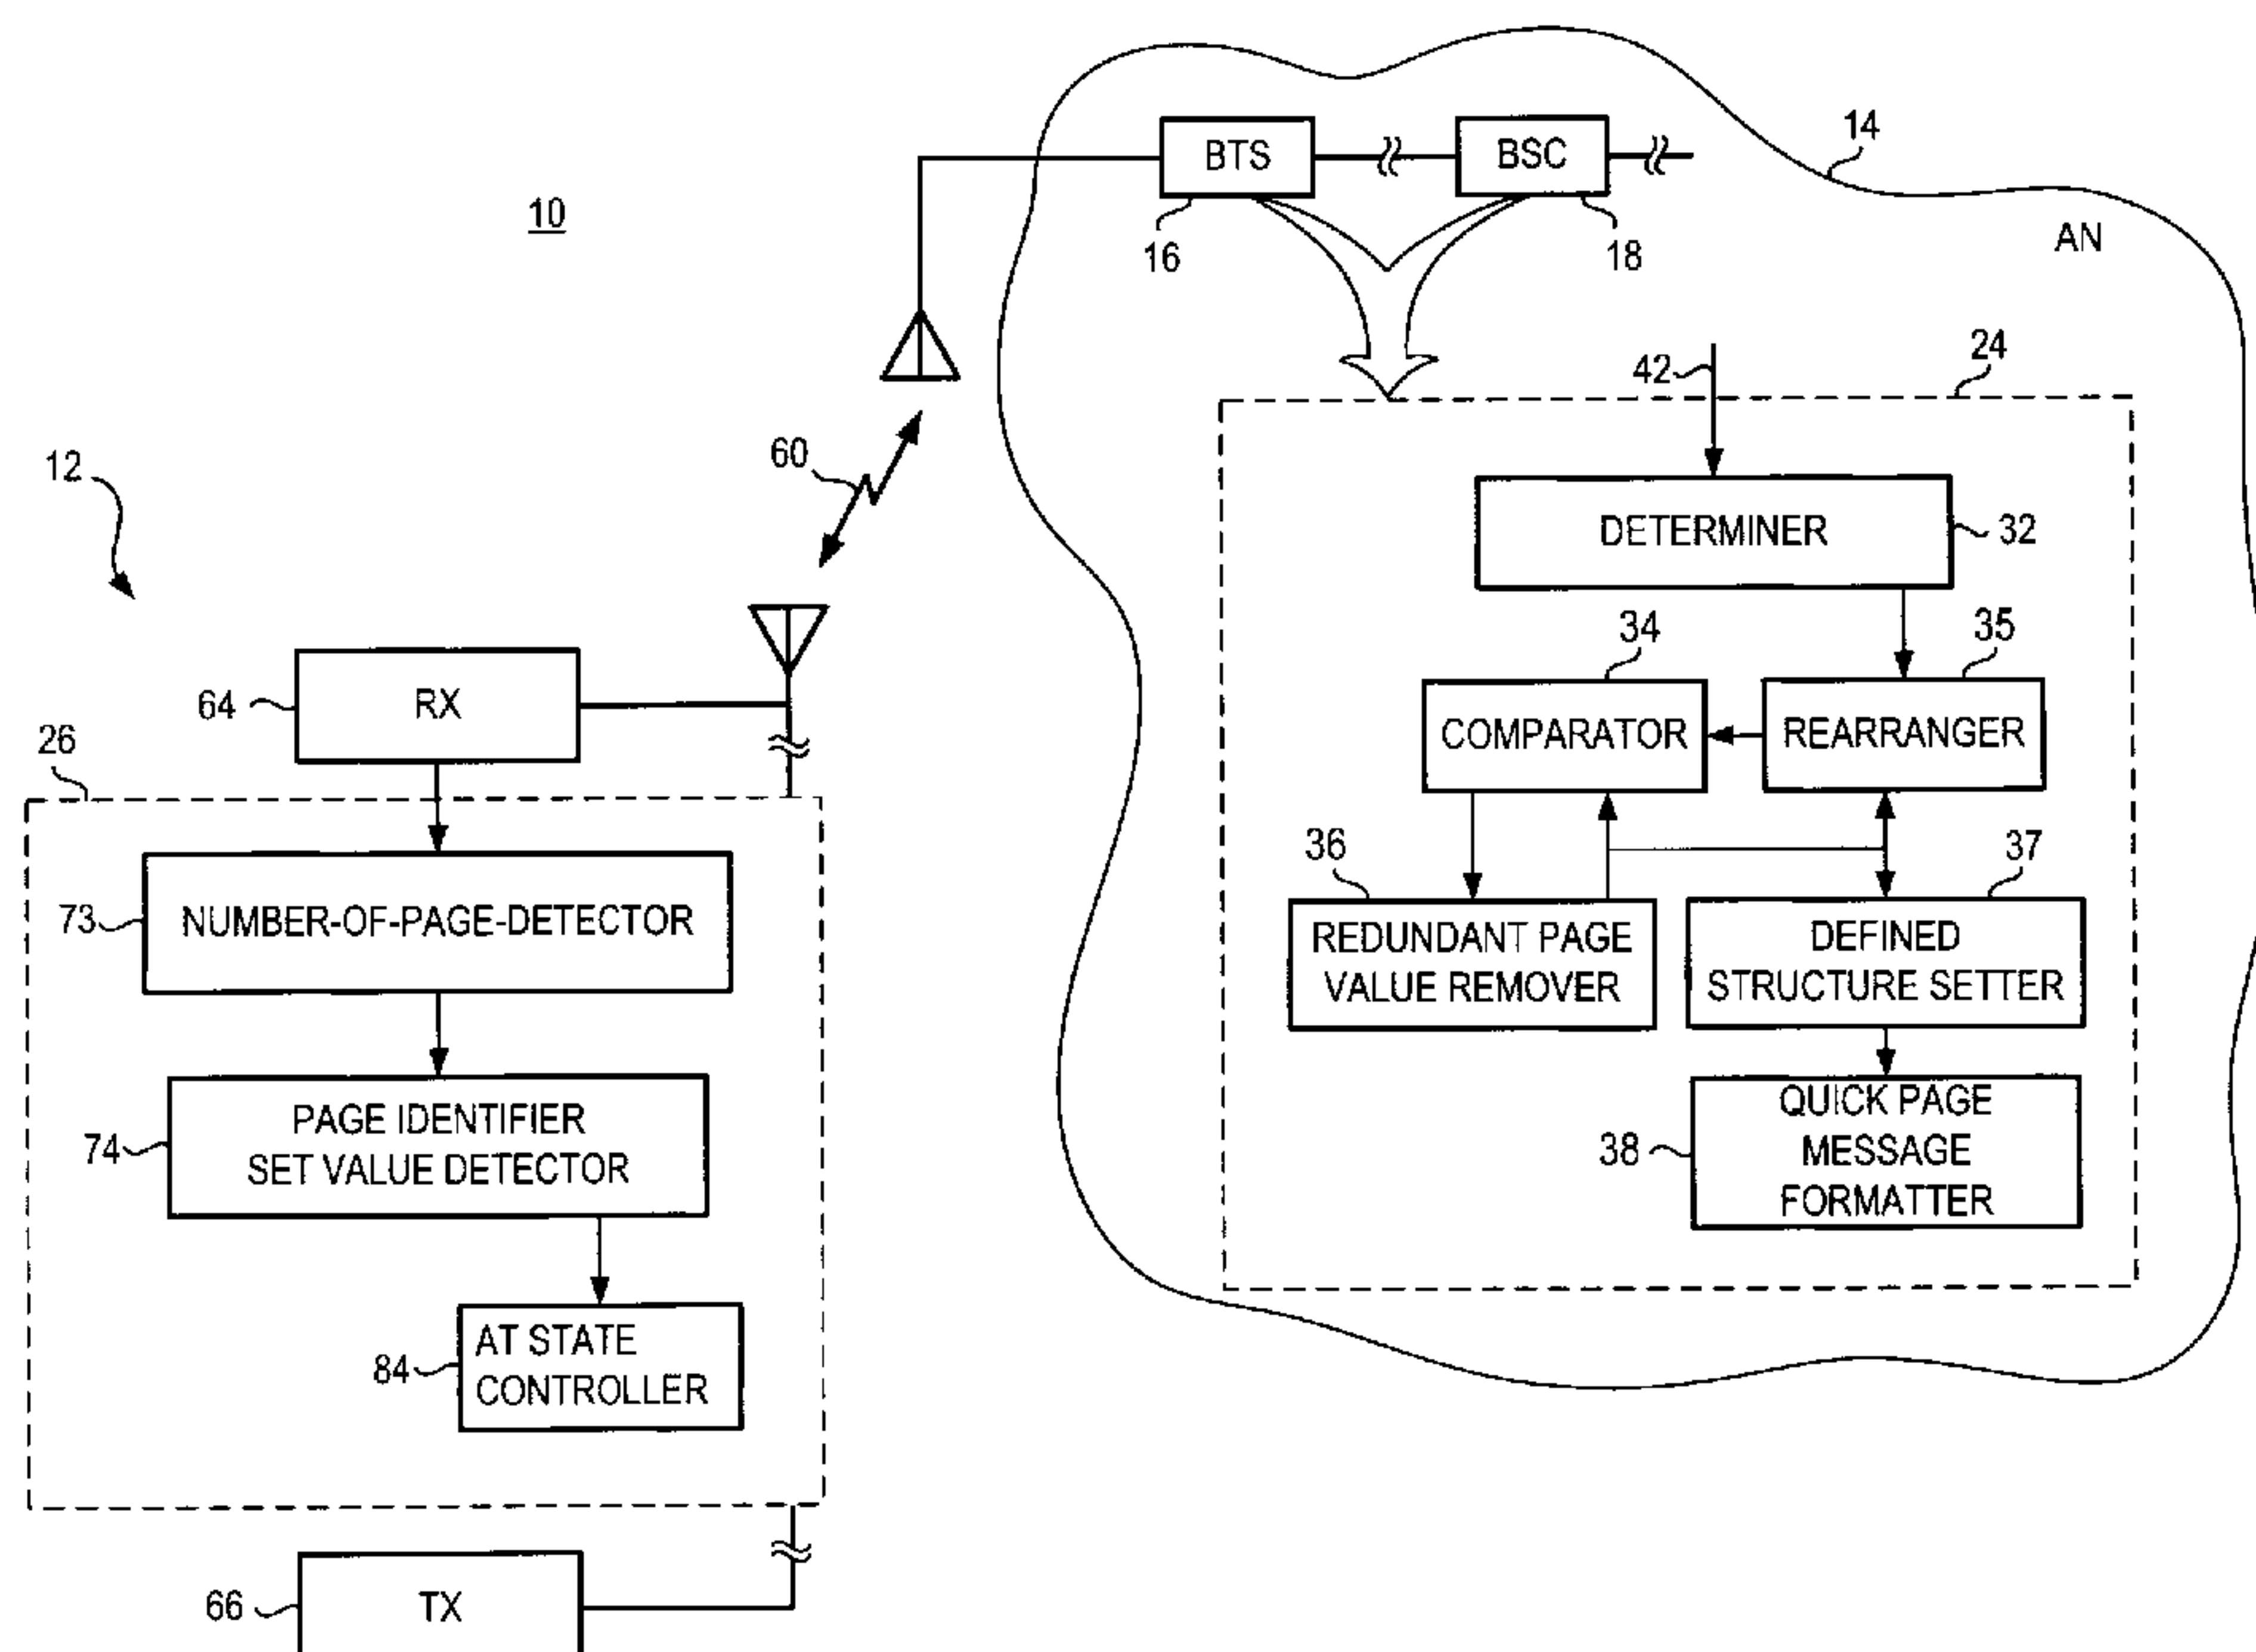 10
BTS
BSC
14
16
18
AN
12
60
42
24
DETERMINER
32
34
35
64
RX
COMPARATOR
REARRANGER
26
36
37
73
NUMBER-OF-PAGE-DETECTOR
REDUNDANT PAGE
VALUE REMOVER
DEFINED
STRUCTURE SETTER
74
PAGE IDENTIFIER
SET VALUE DETECTOR
38
QUICK PAGE
MESSAGE
FORMATTER
84
AT STATE
CONTROLLER
66
TX